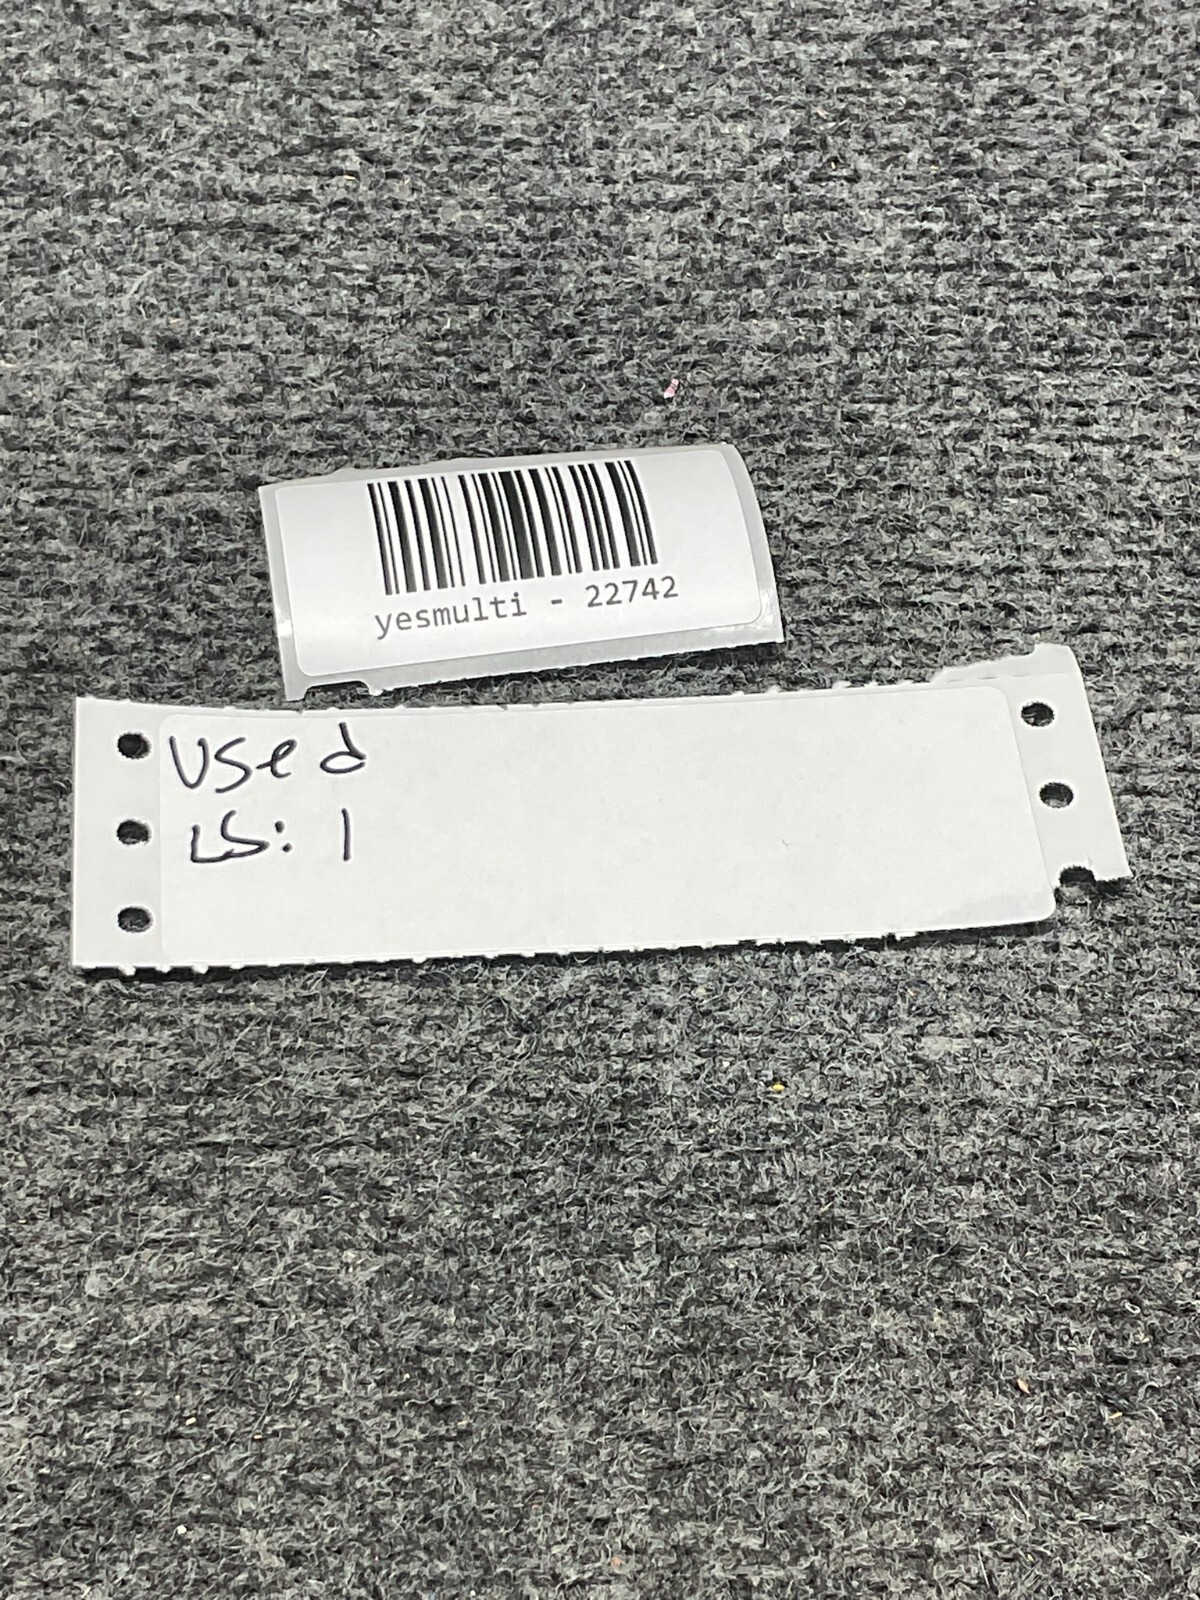 yesmulti - 22742
Used
LS: 1